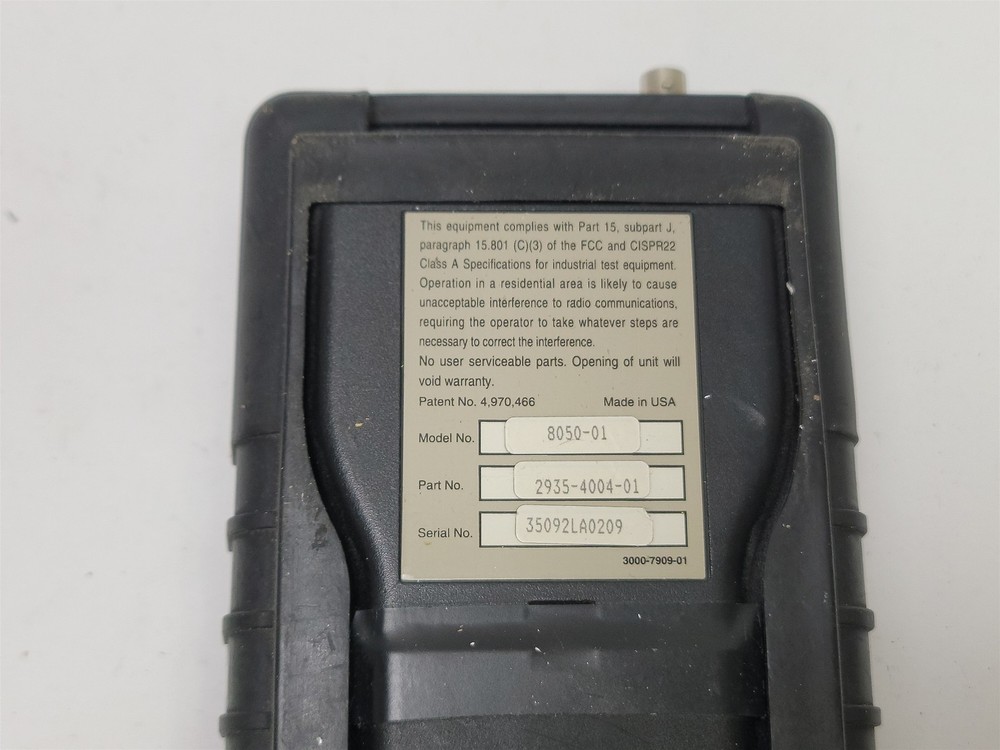 This equipment complies with Part 15, subpart J,
paragraph 15.801 (C)(3) of the FCC and CISPR22
Class A Specifications for industrial test equipment.
Operation in a residential area is likely to cause
unacceptable interference to radio communications,
requiring the operator to take whatever steps are
necessary to correct the interference.
No user serviceable parts. Opening of unit will
void warranty.
Patent No. 4,970,466 Made in USA
Model No. 8050-01
Part No. 2935-4004-01
Serial No. 35092LA0209
3000-7909-01